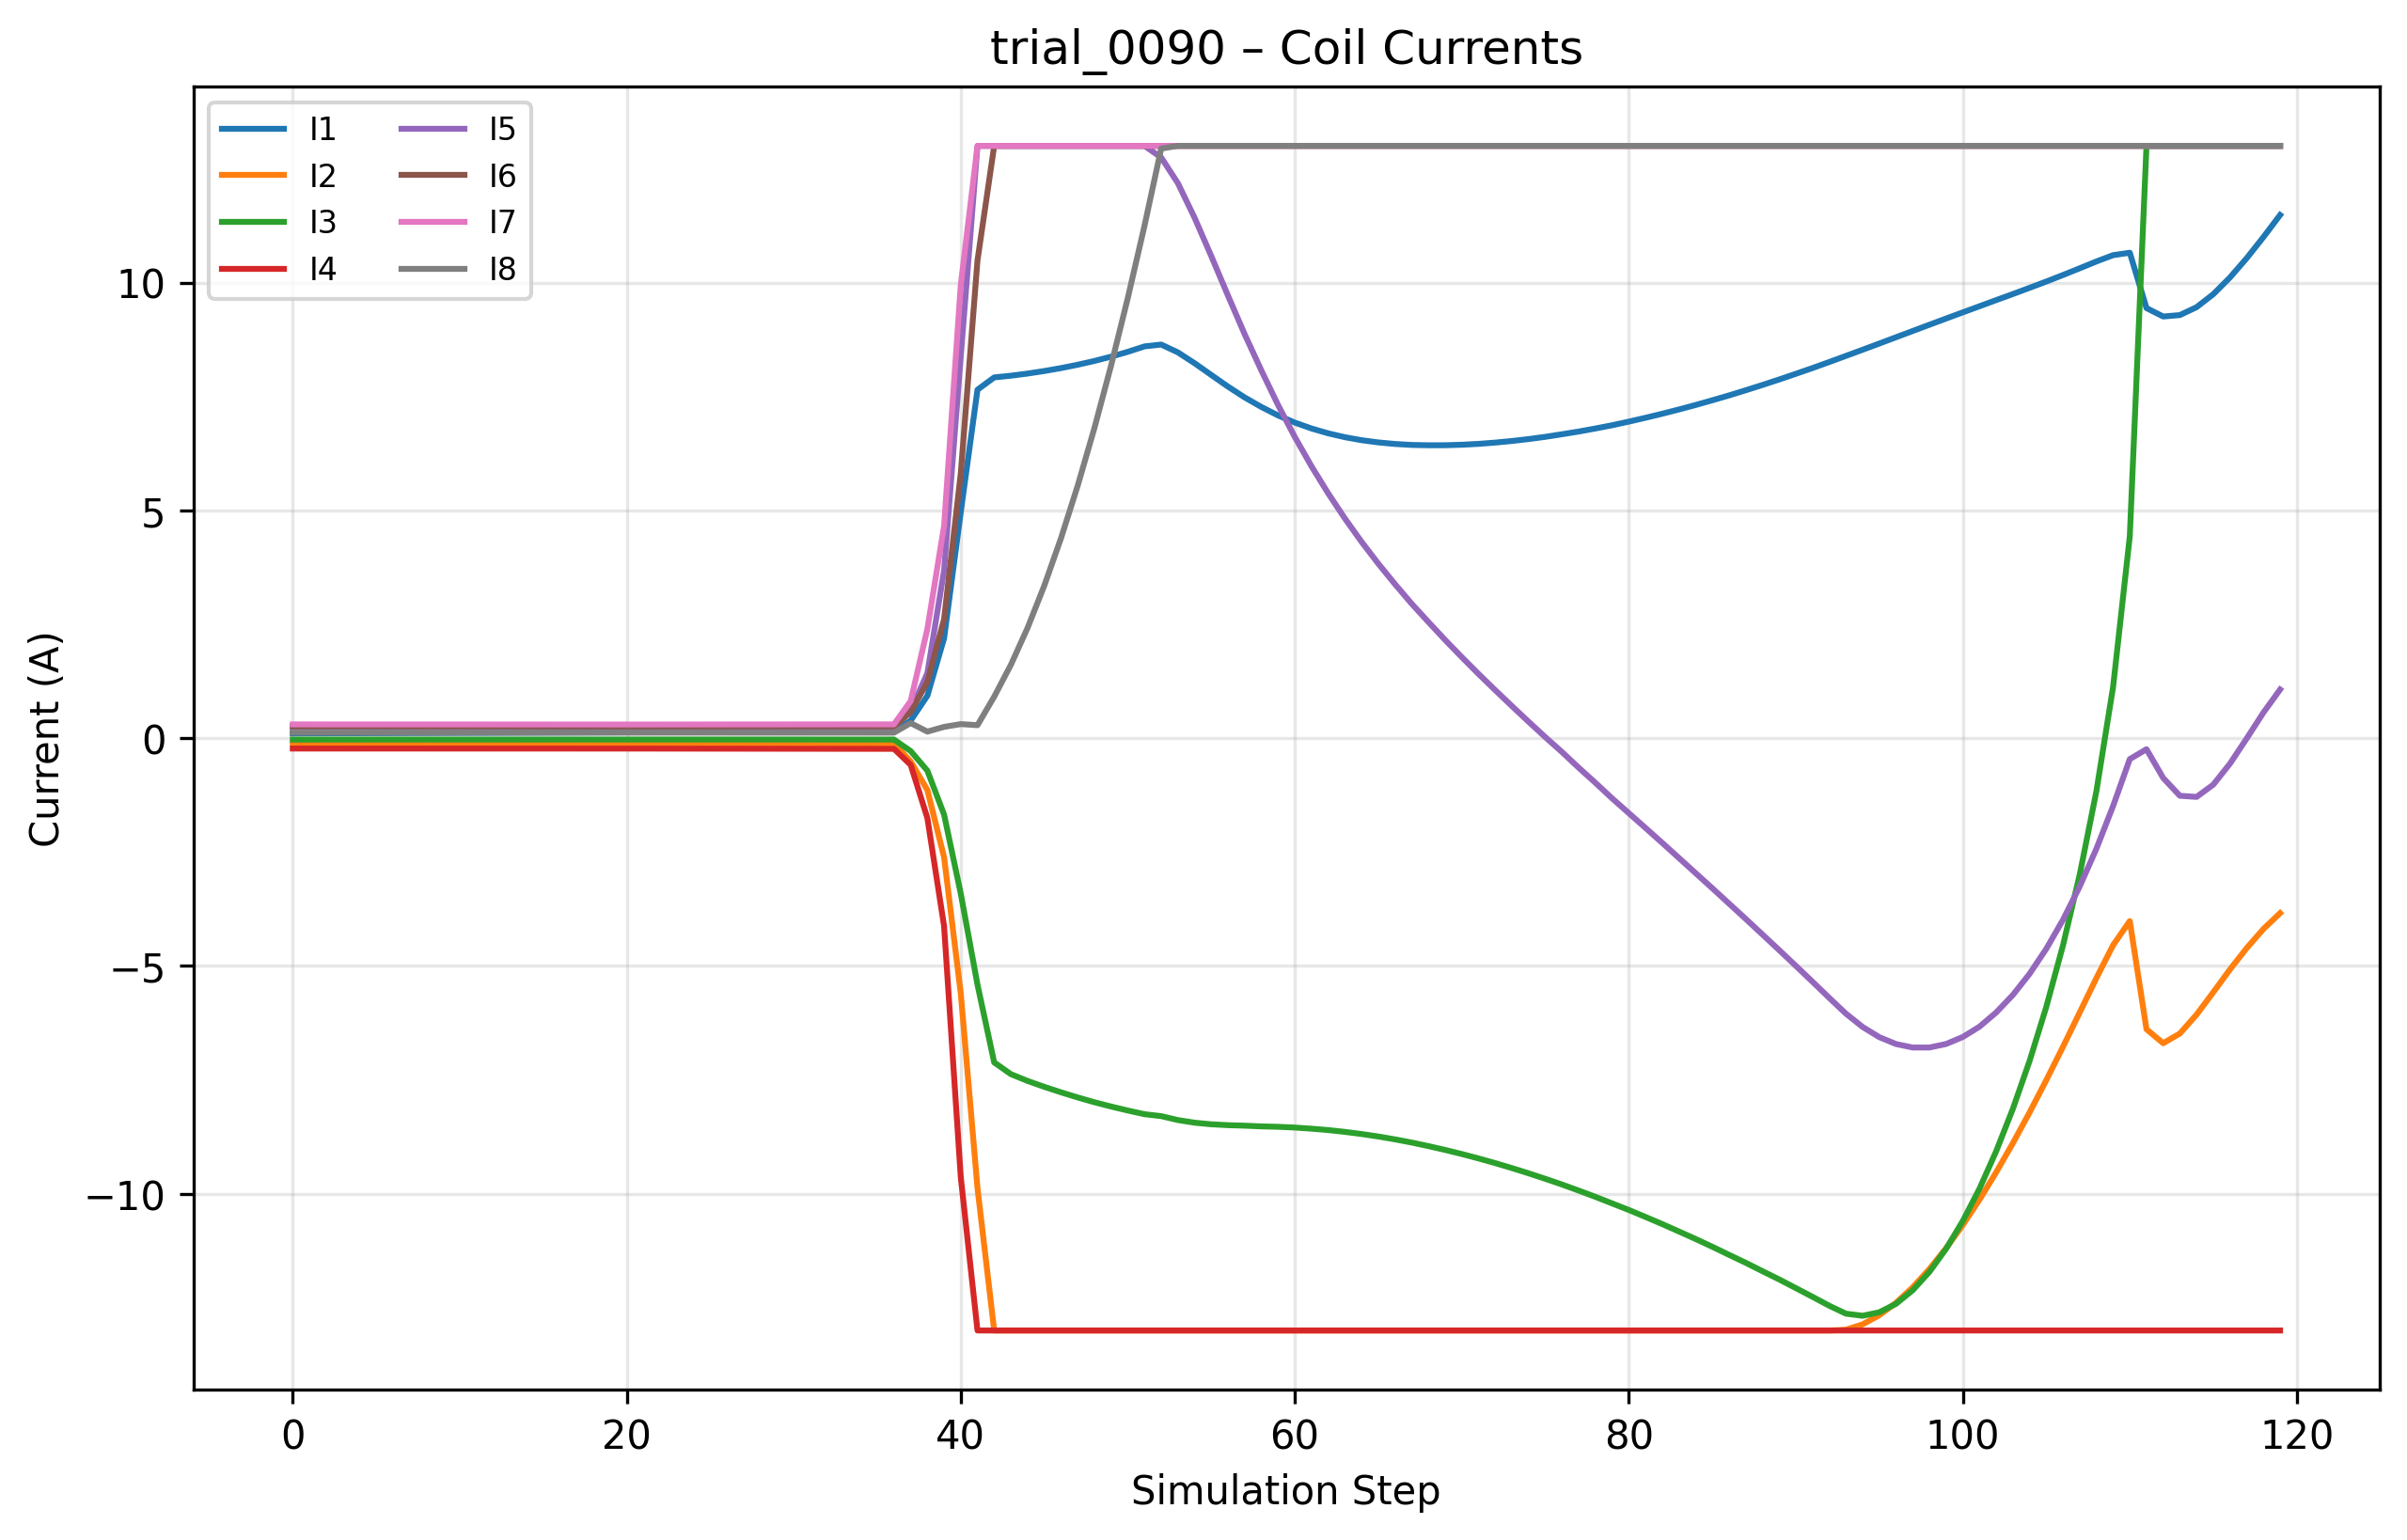 trial_0090 – Coil Currents
I1 I5
I2 I6
I3 I7
I4 I8
10
5
0
−5
−10
Current (A)
0 20 40 60 80 100 120
Simulation Step